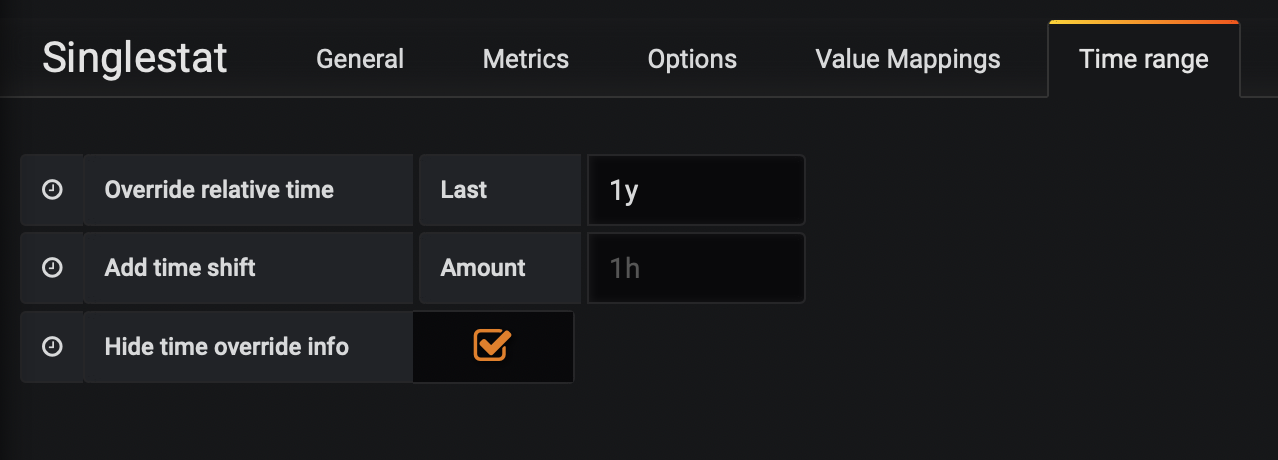 Singlestat General Metrics Options Value Mappings Time range
Override relative time Last 1y
Add time shift Amount 1h
Hide time override info